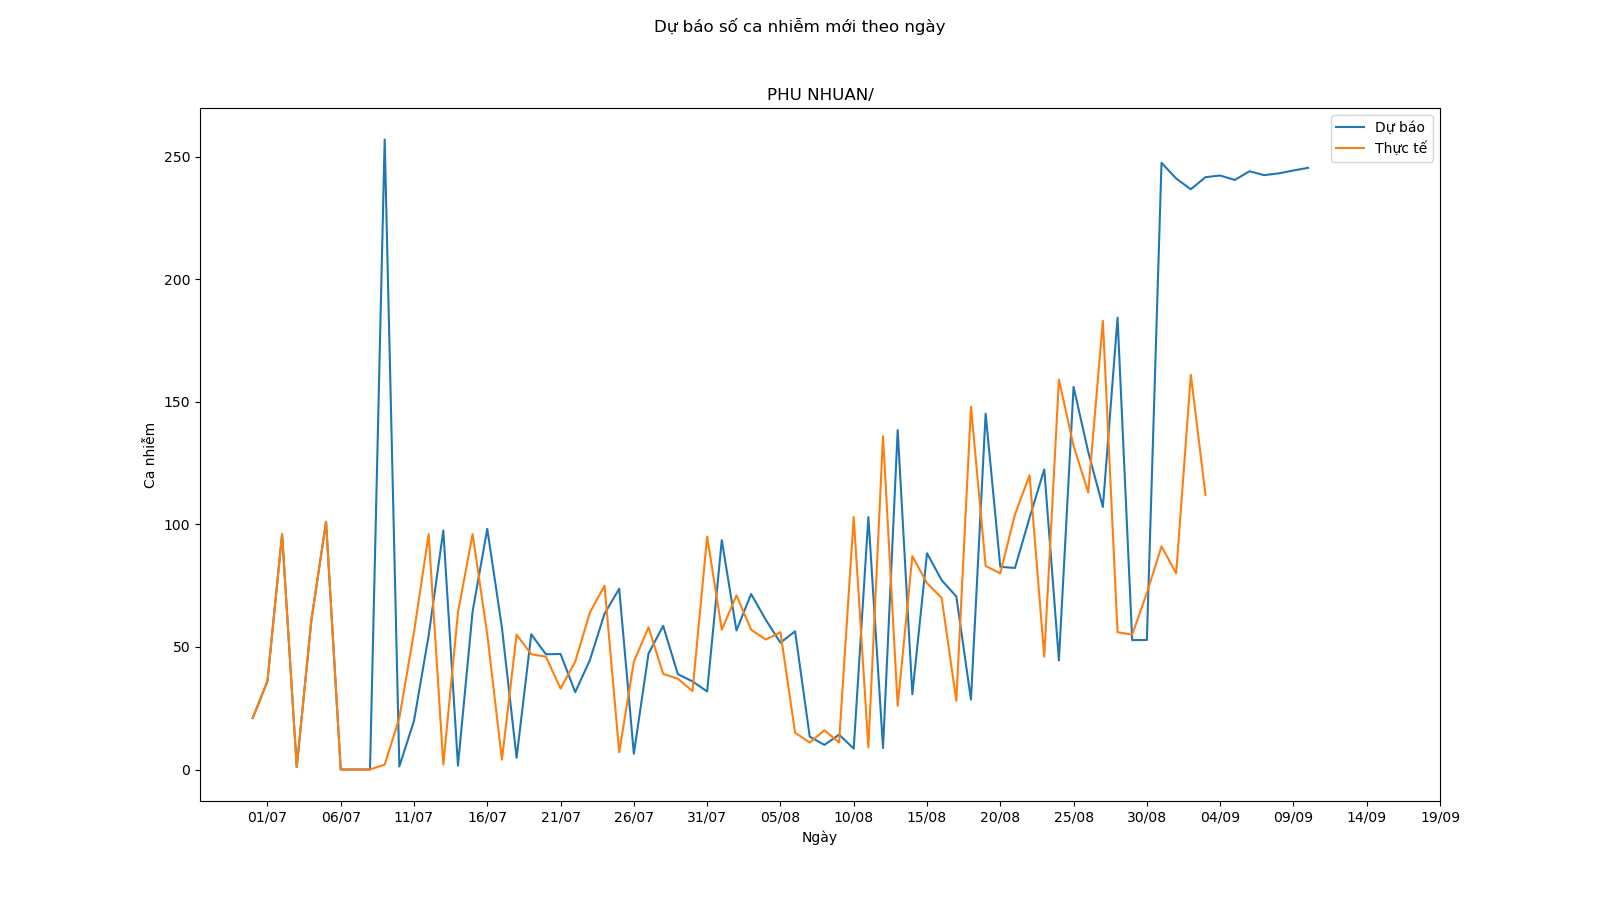 Dự báo số ca nhiễm mới theo ngày
PHU NHUAN/
Dự báo
Thực tế
Ca nhiễm
250
200
150
100
50
0
01/07 06/07 11/07 16/07 21/07 26/07 31/07 05/08 10/08 15/08 20/08 25/08 30/08 04/09 09/09 14/09 19/09
Ngày